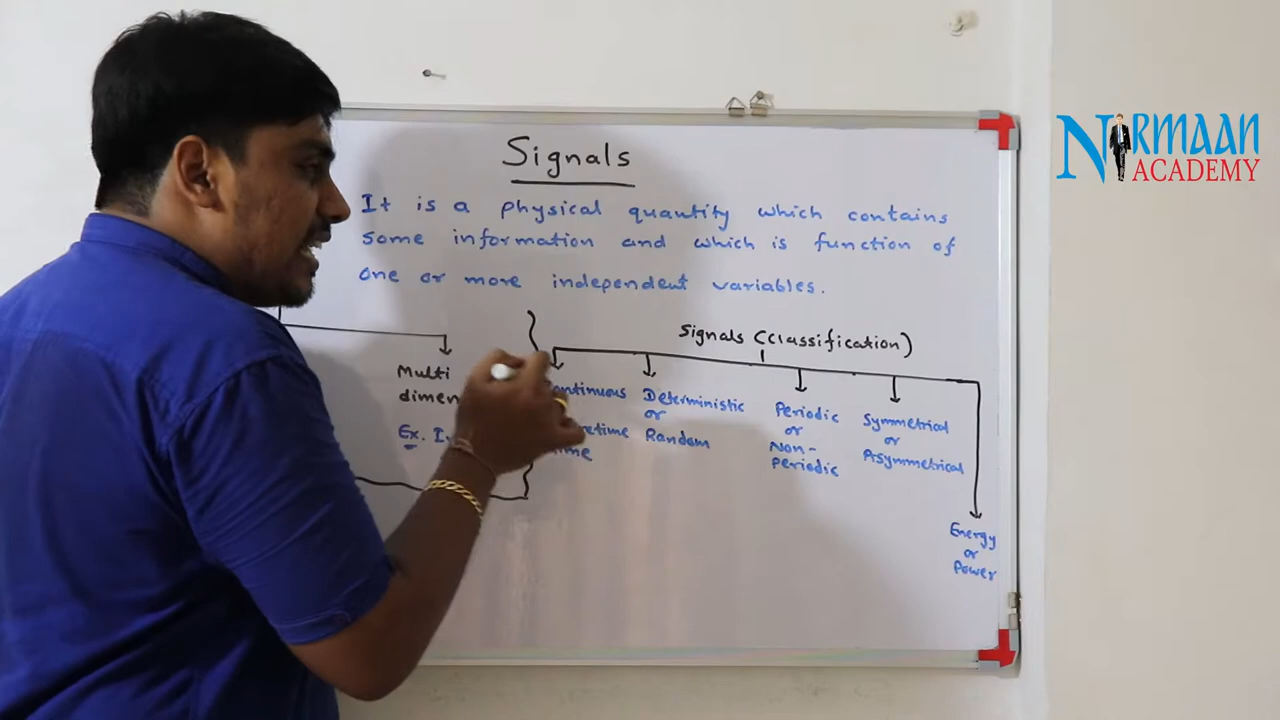 Signals
It is a physical quantity which contains
some information and which is function of
one or more independent variables.
Signals (Classification)
Multi
dimen
Ex.
Continuous
Deterministic
or
Random
Periodic
or
Non-
Periodic
Symmetrical
or
Asymmetrical
Energy
or
Power
NIRMAAN
ACADEMY